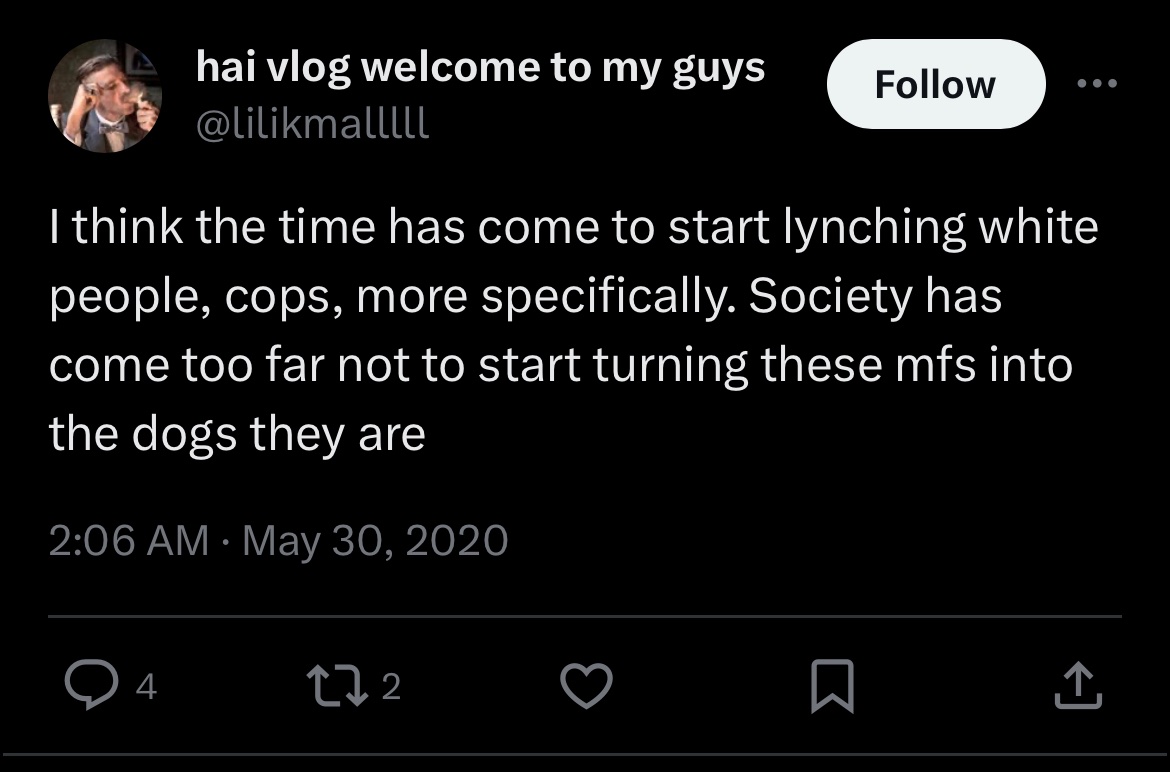 hai vlog welcome to my guys
Follow
@lilikmalllll
I think the time has come to start lynching white
people, cops, more specifically. Society has
come too far not to start turning these mfs into
the dogs they are
2:06 AM · May 30, 2020
4
2